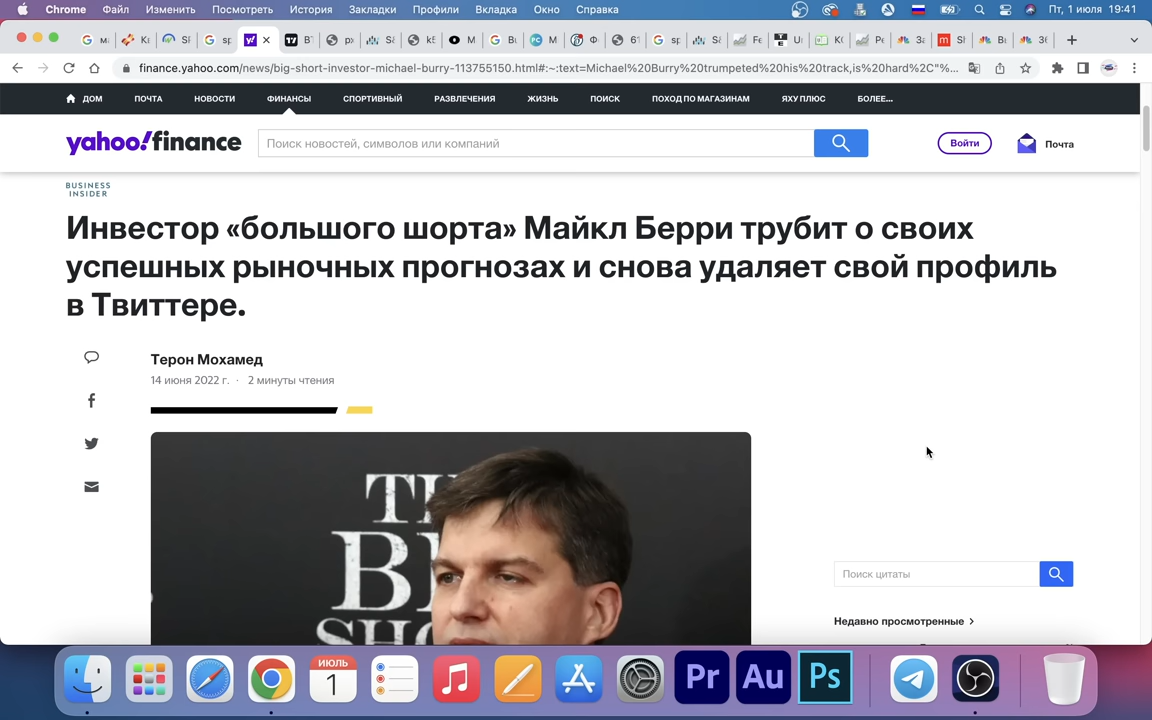 Chrome Файл Изменить Посмотреть История Закладки Профили Вкладка Окно Справка Пт, 1 июля 19:41
finance.yahoo.com/news/big-short-investor-michael-burry-113755150.html#:~:text=Michael%20Burry%20trumpeted%20his%20track,is%20hard%2C"%...
ДОМ ПОЧТА НОВОСТИ ФИНАНСЫ СПОРТИВНЫЙ РАЗВЛЕЧЕНИЯ ЖИЗНЬ ПОИСК ПОХОД ПО МАГАЗИНАМ ЯХУ ПЛЮС БОЛЕЕ...
yahoo!finance Поиск новостей, символов или компаний Войти Почта
BUSINESS
INSIDER
Инвестор «большого шорта» Майкл Берри трубит о своих
успешных рыночных прогнозах и снова удаляет свой профиль
в Твиттере.
Терон Мохамед
14 июня 2022 г. · 2 минуты чтения
Поиск цитаты
Недавно просмотренные >
ИЮЛЬ
1
Pr Au Ps